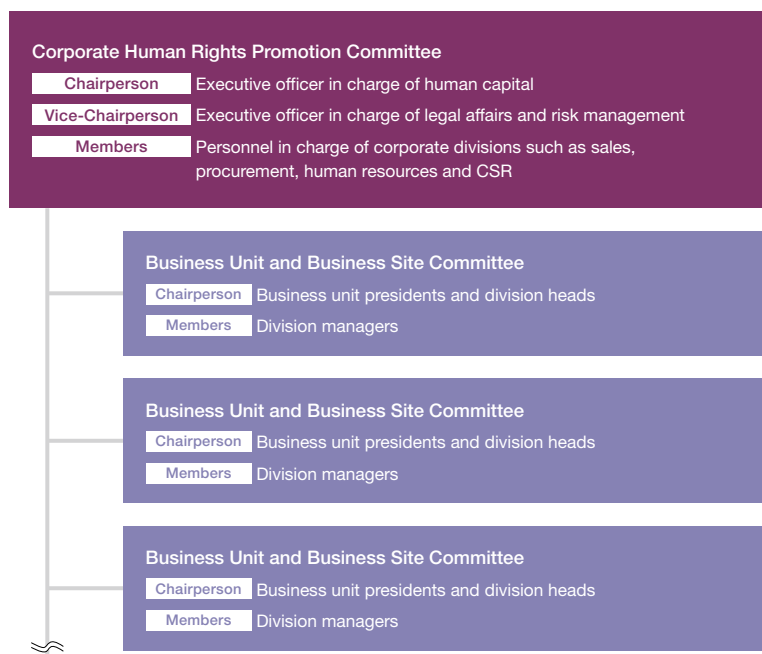 Corporate Human Rights Promotion Committee
Chairperson Executive officer in charge of human capital
Vice-Chairperson Executive officer in charge of legal affairs and risk management
Members Personnel in charge of corporate divisions such as sales,
procurement, human resources and CSR
Business Unit and Business Site Committee
Chairperson Business unit presidents and division heads
Members Division managers
Business Unit and Business Site Committee
Chairperson Business unit presidents and division heads
Members Division managers
Business Unit and Business Site Committee
Chairperson Business unit presidents and division heads
Members Division managers